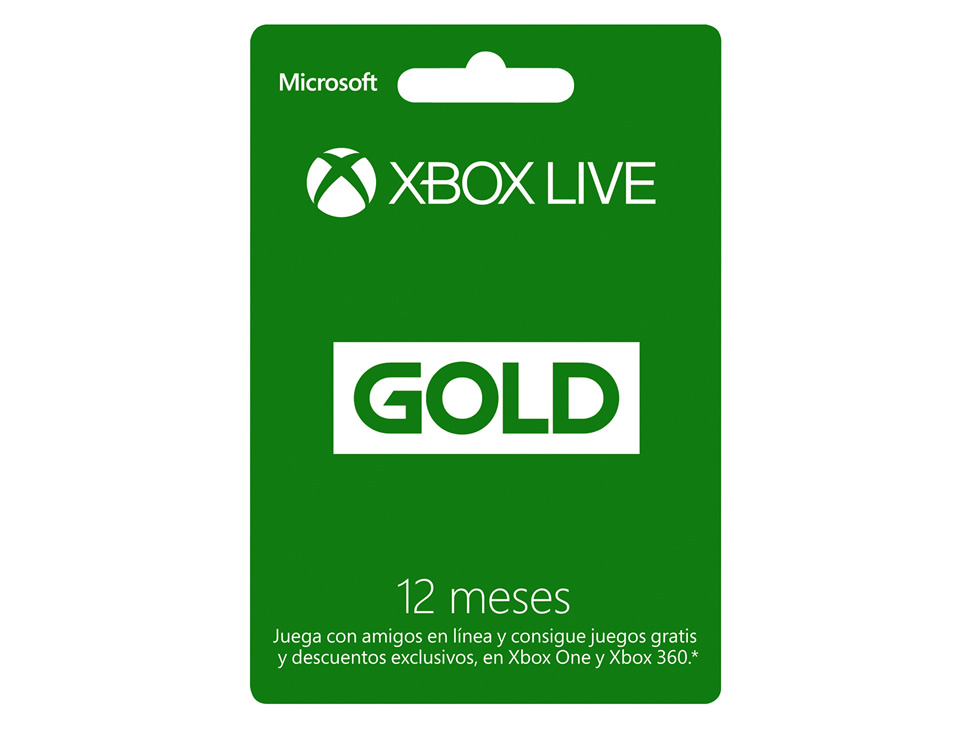 Microsoft
XBOX LIVE
GOLD
12 meses
Juega con amigos en línea y consigue juegos gratis
y descuentos exclusivos, en Xbox One y Xbox 360.*